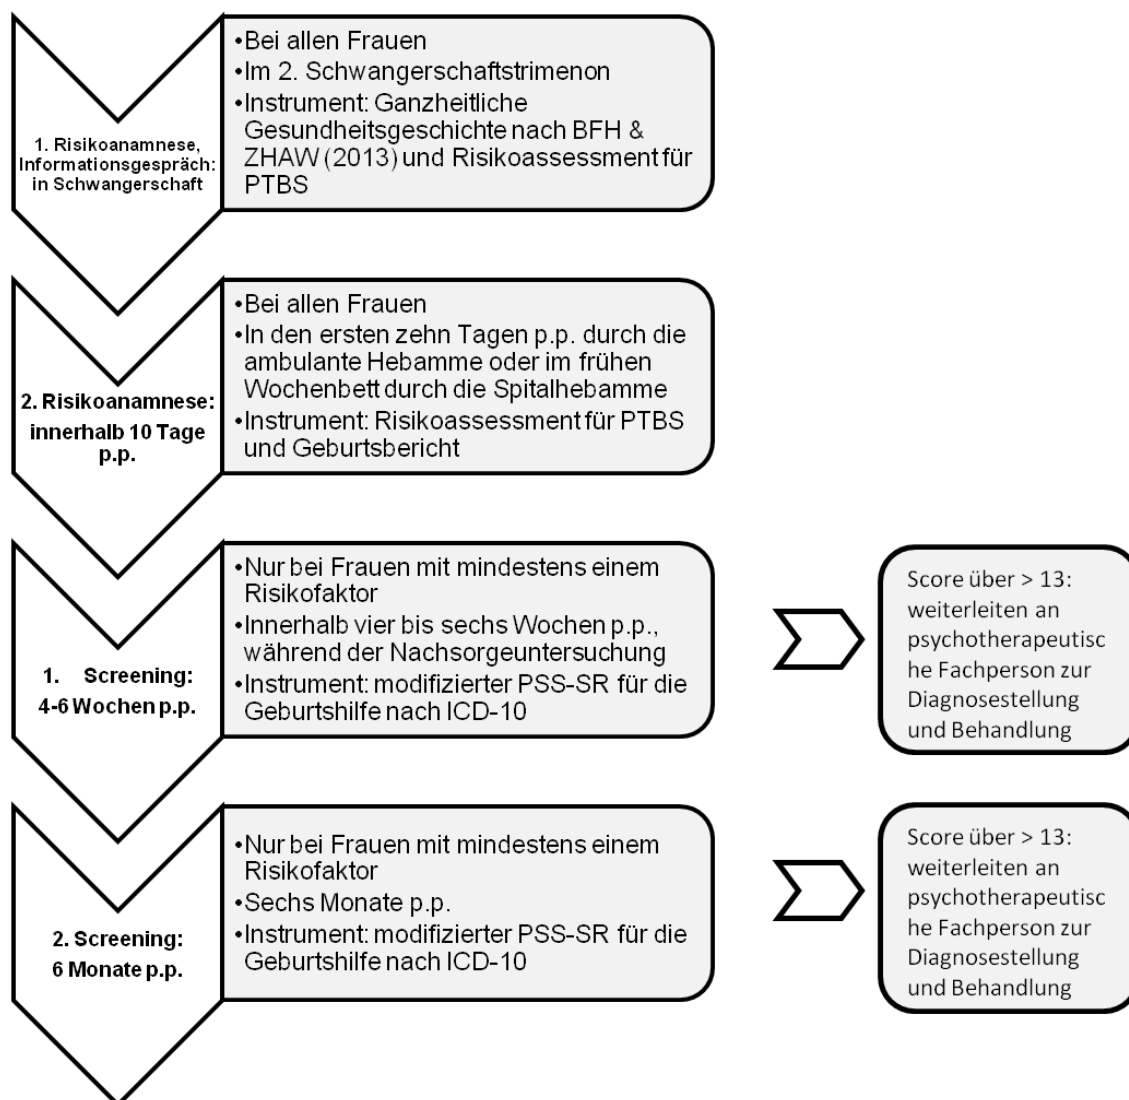 1. Risikoanamnese,
Informationsgespräch:
in Schwangerschaft
•Bei allen Frauen
•Im 2. Schwangerschaftstrimenon
•Instrument: Ganzheitliche
Gesundheitsgeschichte nach BFH &
ZHAW (2013) und Risikoassessment für
PTBS
2. Risikoanamnese:
innerhalb 10 Tage
p.p.
•Bei allen Frauen
•In den ersten zehn Tagen p.p. durch die
ambulante Hebamme oder im frühen
Wochenbett durch die Spitalhebamme
•Instrument: Risikoassessment für PTBS
und Geburtsbericht
1. Screening:
4-6 Wochen p.p.
•Nur bei Frauen mit mindestens einem
Risikofaktor
•Innerhalb vier bis sechs Wochen p.p.,
während der Nachsorgeuntersuchung
•Instrument: modifizierter PSS-SR für die
Geburtshilfe nach ICD-10
Score über > 13:
weiterleiten an
psychotherapeutisc
he Fachperson zur
Diagnosestellung
und Behandlung
2. Screening:
6 Monate p.p.
•Nur bei Frauen mit mindestens einem
Risikofaktor
•Sechs Monate p.p.
•Instrument: modifizierter PSS-SR für die
Geburtshilfe nach ICD-10
Score über > 13:
weiterleiten an
psychotherapeutisc
he Fachperson zur
Diagnosestellung
und Behandlung